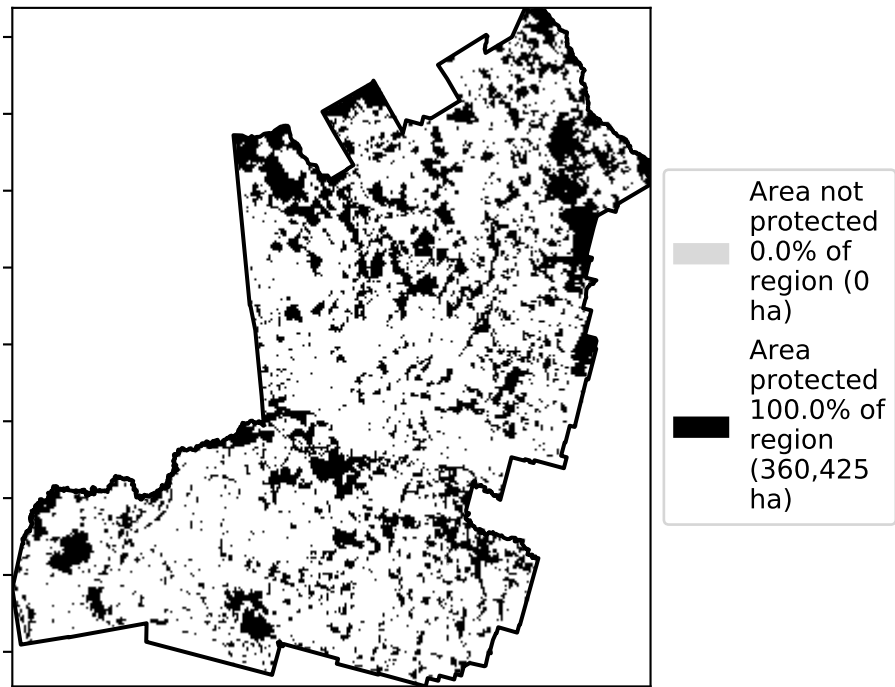 Area not
protected
0.0% of
region (0
ha)
Area
protected
100.0% of
region
(360,425
ha)